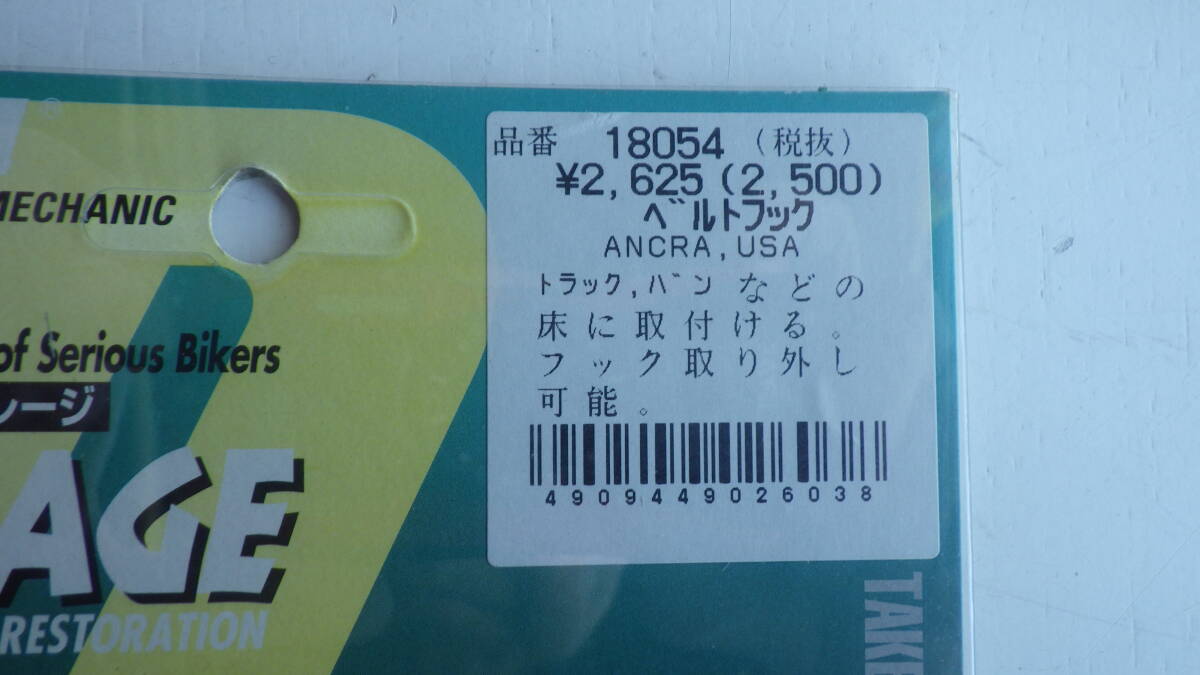 ®
MECHANIC
of Serious Bikers
レージ
AGE
RESTORATION
品番 18054 (税抜)
¥2,625(2,500)
ﾍﾞﾙﾄﾌｯｸ
ANCRA,USA
ﾄﾗｯｸ,ﾊﾞﾝなどの
床に取付ける。
フック取り外し
可能。
4909449026038
TAKE